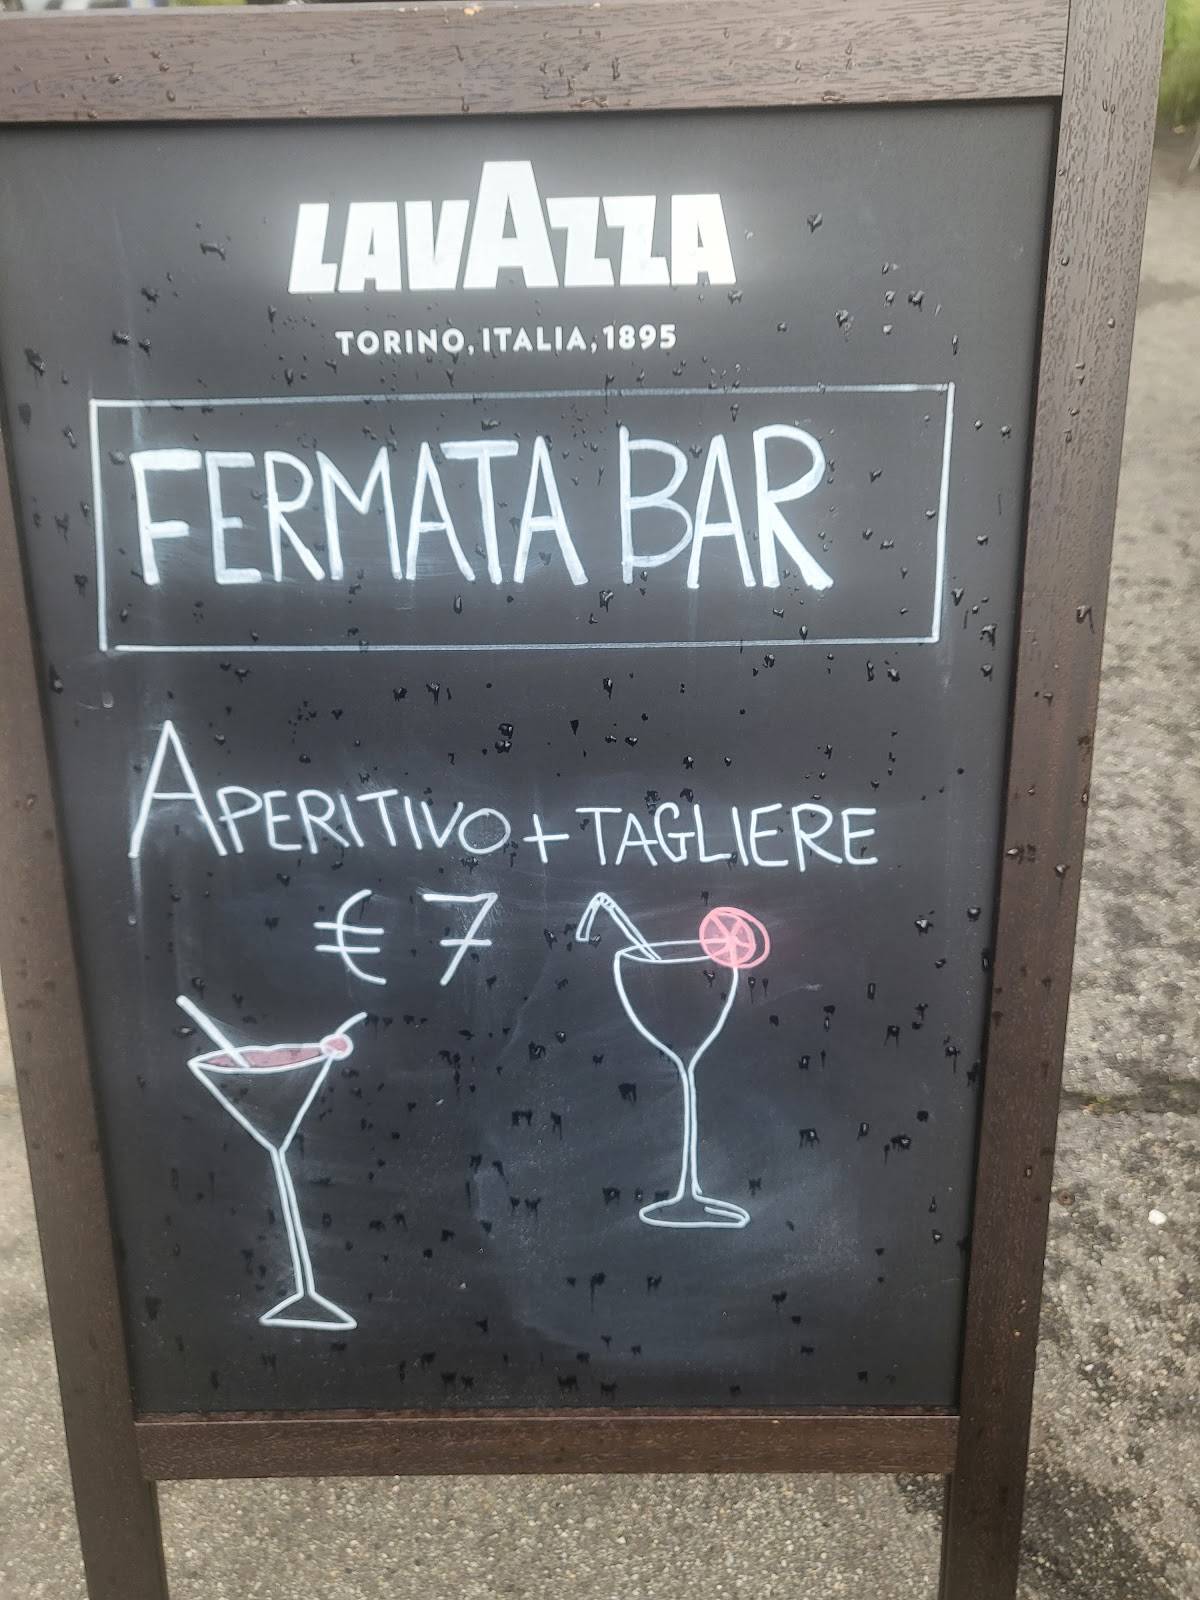 LAVAZZA
TORINO, ITALIA, 1895
FERMATA BAR
APERITIVO + TAGLIERE
€ 7